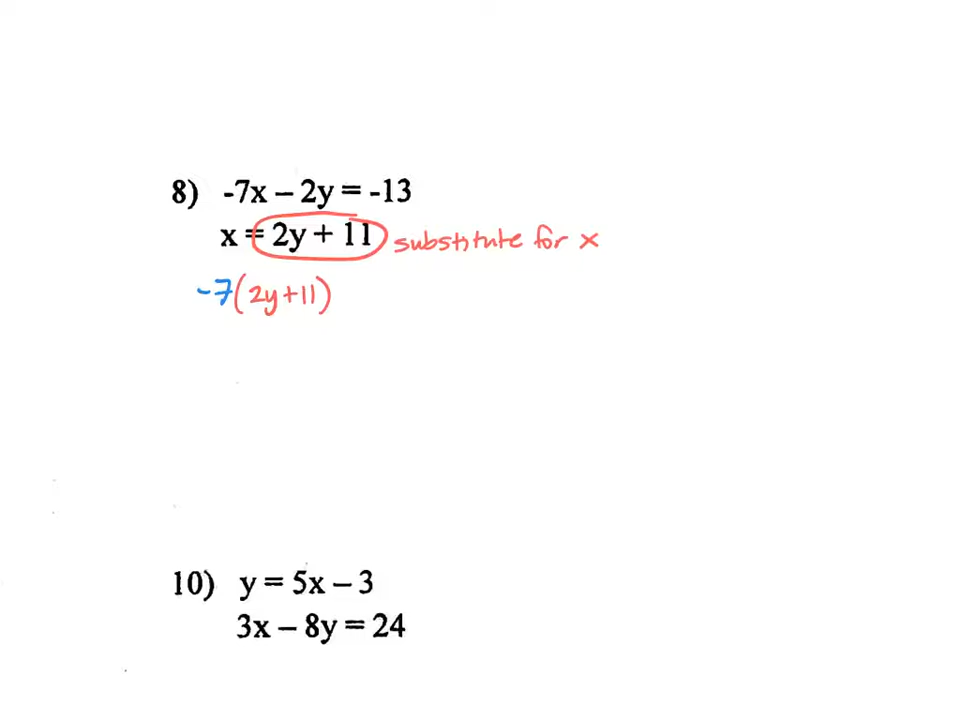 8) -7x – 2y = -13
x = 2y + 11 substitute for x
-7(2y+11)
10) y = 5x – 3
3x – 8y = 24